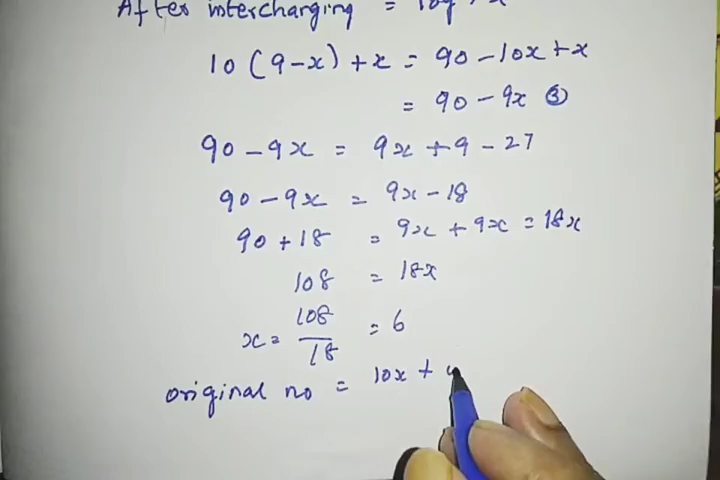 After interchanging =
10(9-x)+x = 90-10x+x
= 90-9x ③
90-9x = 9x+9-27
90-9x = 9x-18
90+18 = 9x+9x = 18x
108 = 18x
x = 108/18 = 6
original no = 10x +